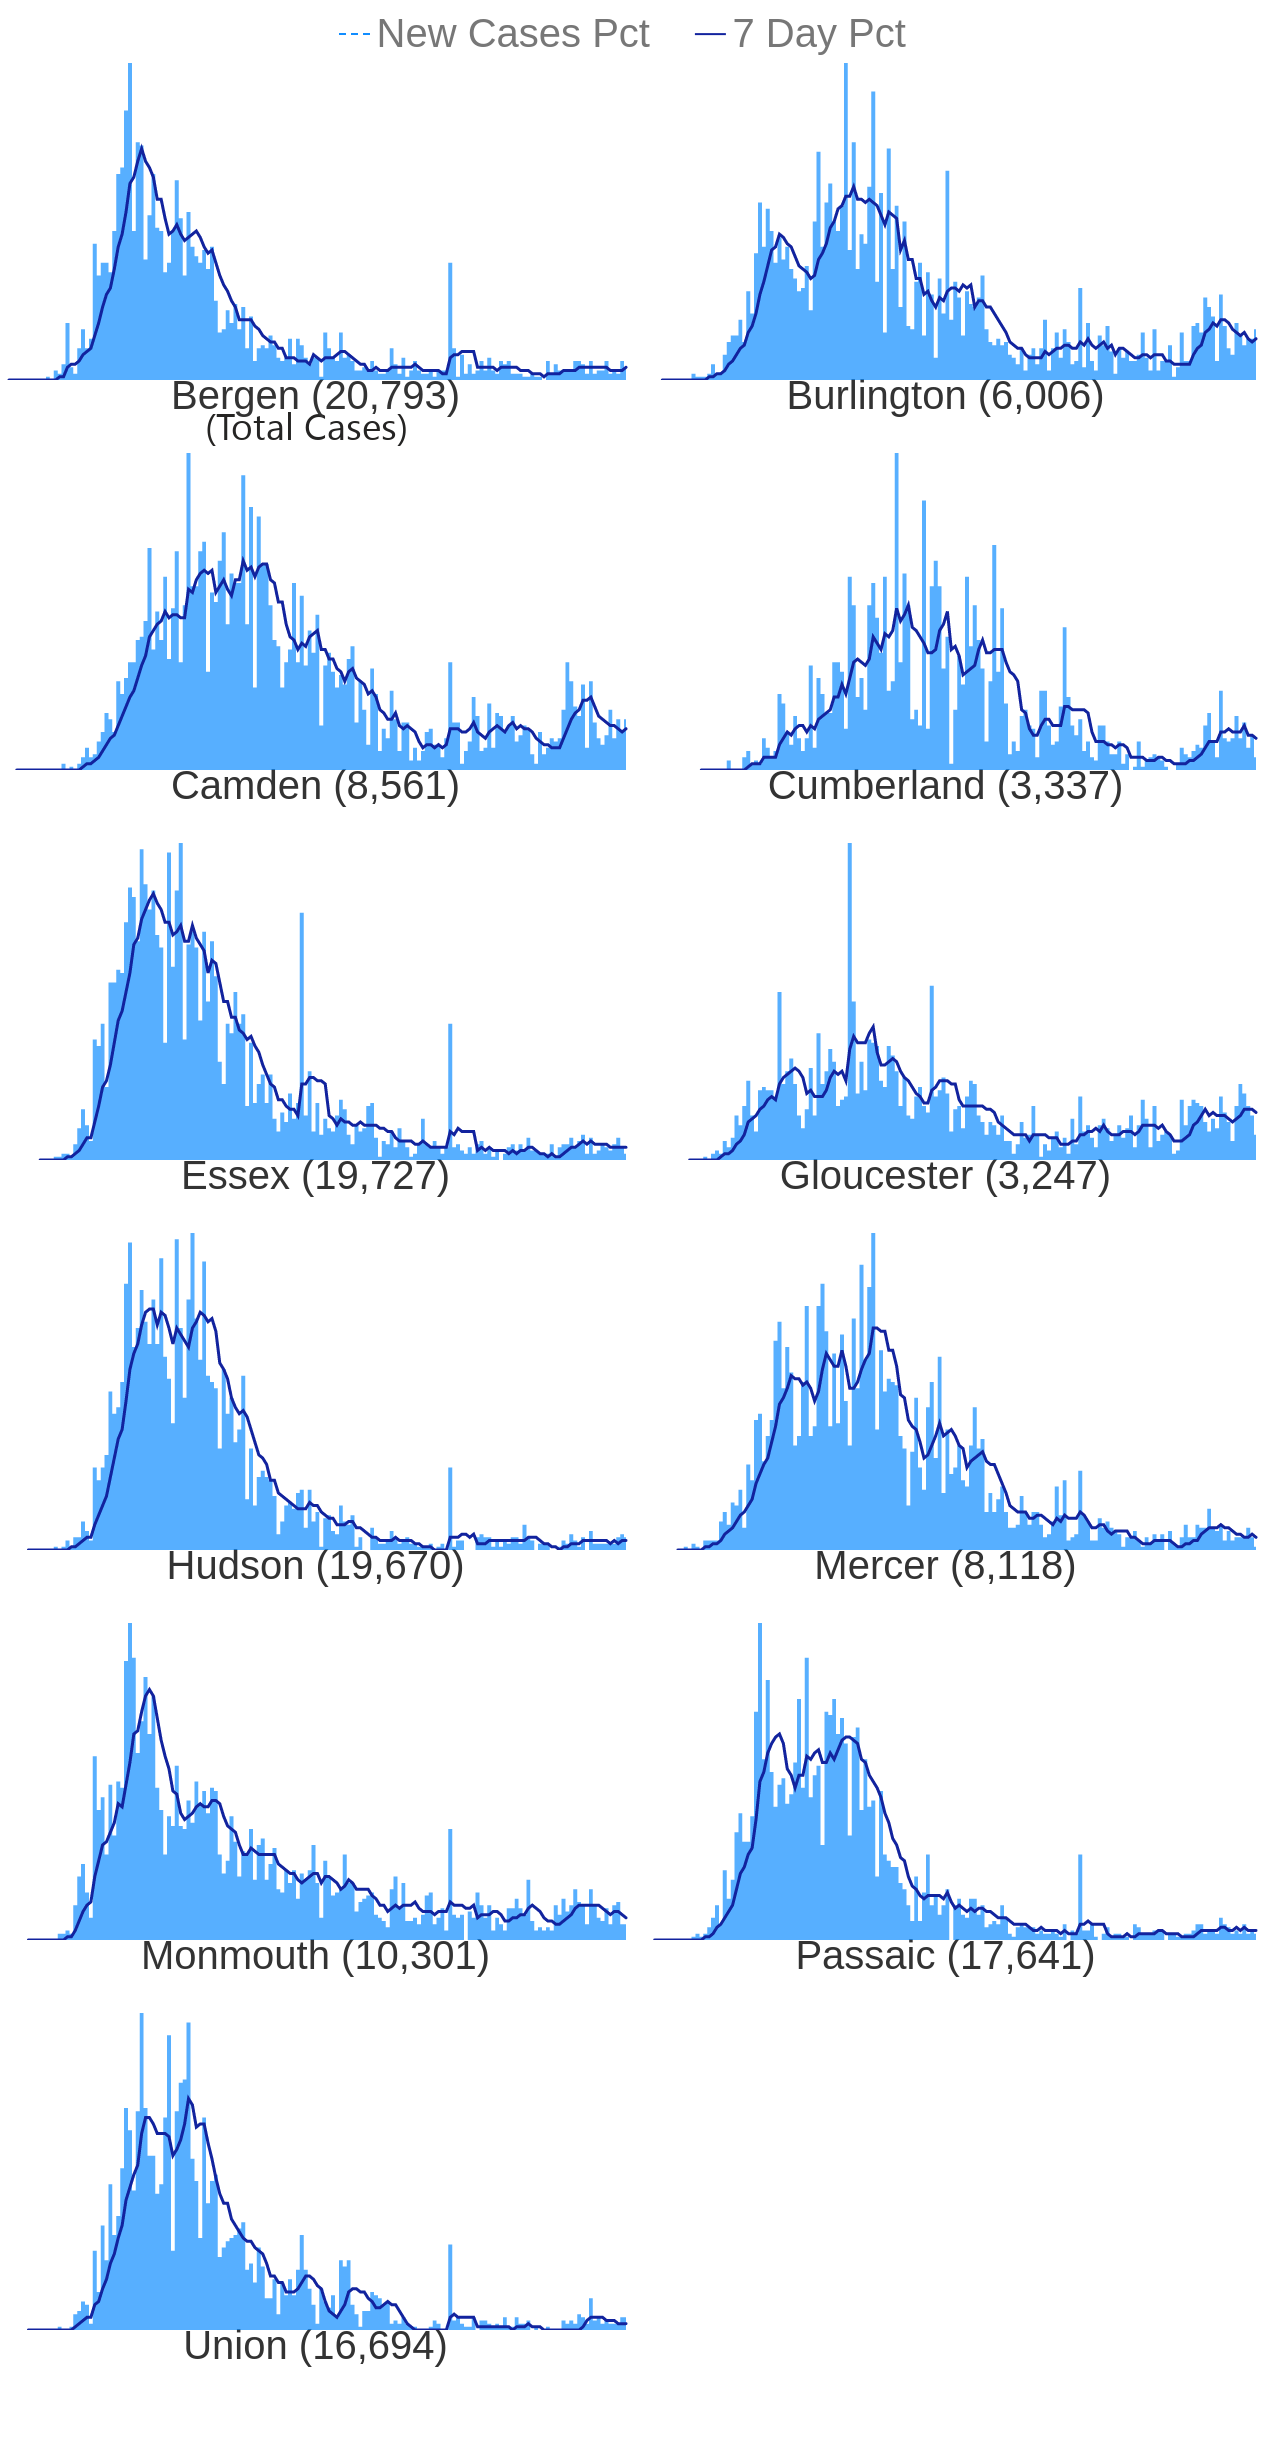 New Cases Pct 7 Day Pct
Bergen (20,793) Burlington (6,006)
(Total Cases)
Camden (8,561) Cumberland (3,337)
Essex (19,727) Gloucester (3,247)
Hudson (19,670) Mercer (8,118)
Monmouth (10,301) Passaic (17,641)
Union (16,694)